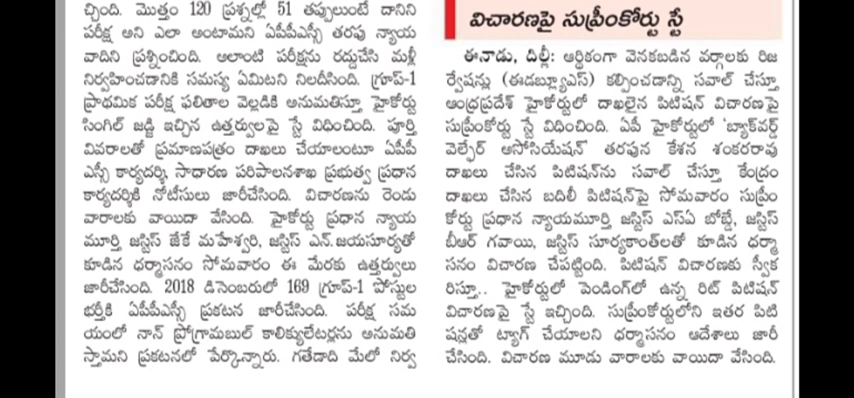 చ్చింది. మొత్తం 120 ప్రశ్నల్లో 51 తప్పులుంటే దానిని
పరీక్ష అని ఎలా అంటామని ఏపీపీఎస్సీ తరఫు న్యాయ
వాదిని ప్రశ్నించింది. అలాంటి పరీక్షను రద్దుచేసి మళ్లీ
నిర్వహించడానికి సమస్య ఏమిటని నిలదీసింది. గ్రూప్-1
ప్రాథమిక పరీక్ష ఫలితాల వెల్లడికి అనుమతిస్తూ హైకోర్టు
సింగిల్ జడ్జి ఇచ్చిన ఉత్తర్వులపై స్టే విధించింది. పూర్తి
వివరాలతో ప్రమాణపత్రం దాఖలు చేయాలంటూ ఏపీపీ
ఎస్సీ కార్యదర్శి, సాధారణ పరిపాలనశాఖ ప్రభుత్వ ప్రధాన
కార్యదర్శికి నోటీసులు జారీచేసింది. విచారణను రెండు
వారాలకు వాయిదా వేసింది. హైకోర్టు ప్రధాన న్యాయ
మూర్తి జస్టిస్ జేకే మహేశ్వరి, జస్టిస్ ఎన్.జయసూర్యతో
కూడిన ధర్మాసనం సోమవారం ఈ మేరకు ఉత్తర్వులు
జారీచేసింది. 2018 డిసెంబరులో 169 గ్రూప్-1 పోస్టుల
భర్తీకి ఏపీపీఎస్సీ ప్రకటన జారీచేసింది. పరీక్ష సమ
యంలో నాన్ ప్రోగ్రామబుల్ కాలిక్యులేటర్లను అనుమతి
స్తామని ప్రకటనలో పేర్కొన్నారు. గతేడాది మేలో నిర్వ
విచారణపై సుప్రీంకోర్టు స్టే
ఈనాడు, దిల్లీ: ఆర్థికంగా వెనకబడిన వర్గాలకు రిజ
ర్వేషన్లు (ఈడబ్ల్యూఎస్) కల్పించడాన్ని సవాల్ చేస్తూ
ఆంధ్రప్రదేశ్ హైకోర్టులో దాఖలైన పిటిషన్ విచారణపై
సుప్రీంకోర్టు స్టే విధించింది. ఏపీ హైకోర్టులో 'బ్యాక్‌వర్డ్
వెల్ఫేర్ అసోసియేషన్' తరఫున కేశన శంకరరావు
దాఖలు చేసిన పిటిషన్‌ను సవాల్ చేస్తూ కేంద్రం
దాఖలు చేసిన బదిలీ పిటిషన్‌పై సోమవారం సుప్రీం
కోర్టు ప్రధాన న్యాయమూర్తి జస్టిస్ ఎస్ఏ బోబ్డే, జస్టిస్
బీఆర్ గవాయి, జస్టిస్ సూర్యకాంత్‌లతో కూడిన ధర్మా
సనం విచారణ చేపట్టింది. పిటిషన్ విచారణకు స్వీక
రిస్తూ.. హైకోర్టులో పెండింగ్‌లో ఉన్న రిట్ పిటిషన్
విచారణపై స్టే ఇచ్చింది. సుప్రీంకోర్టులోని ఇతర పిటి
షన్లతో ట్యాగ్ చేయాలని ధర్మాసనం ఆదేశాలు జారీ
చేసింది. విచారణ మూడు వారాలకు వాయిదా వేసింది.